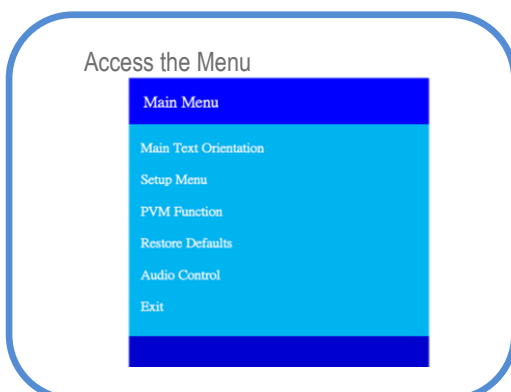 Access the Menu
Main Menu
Main Text Orientation
Setup Menu
PVM Function
Restore Defaults
Audio Control
Exit